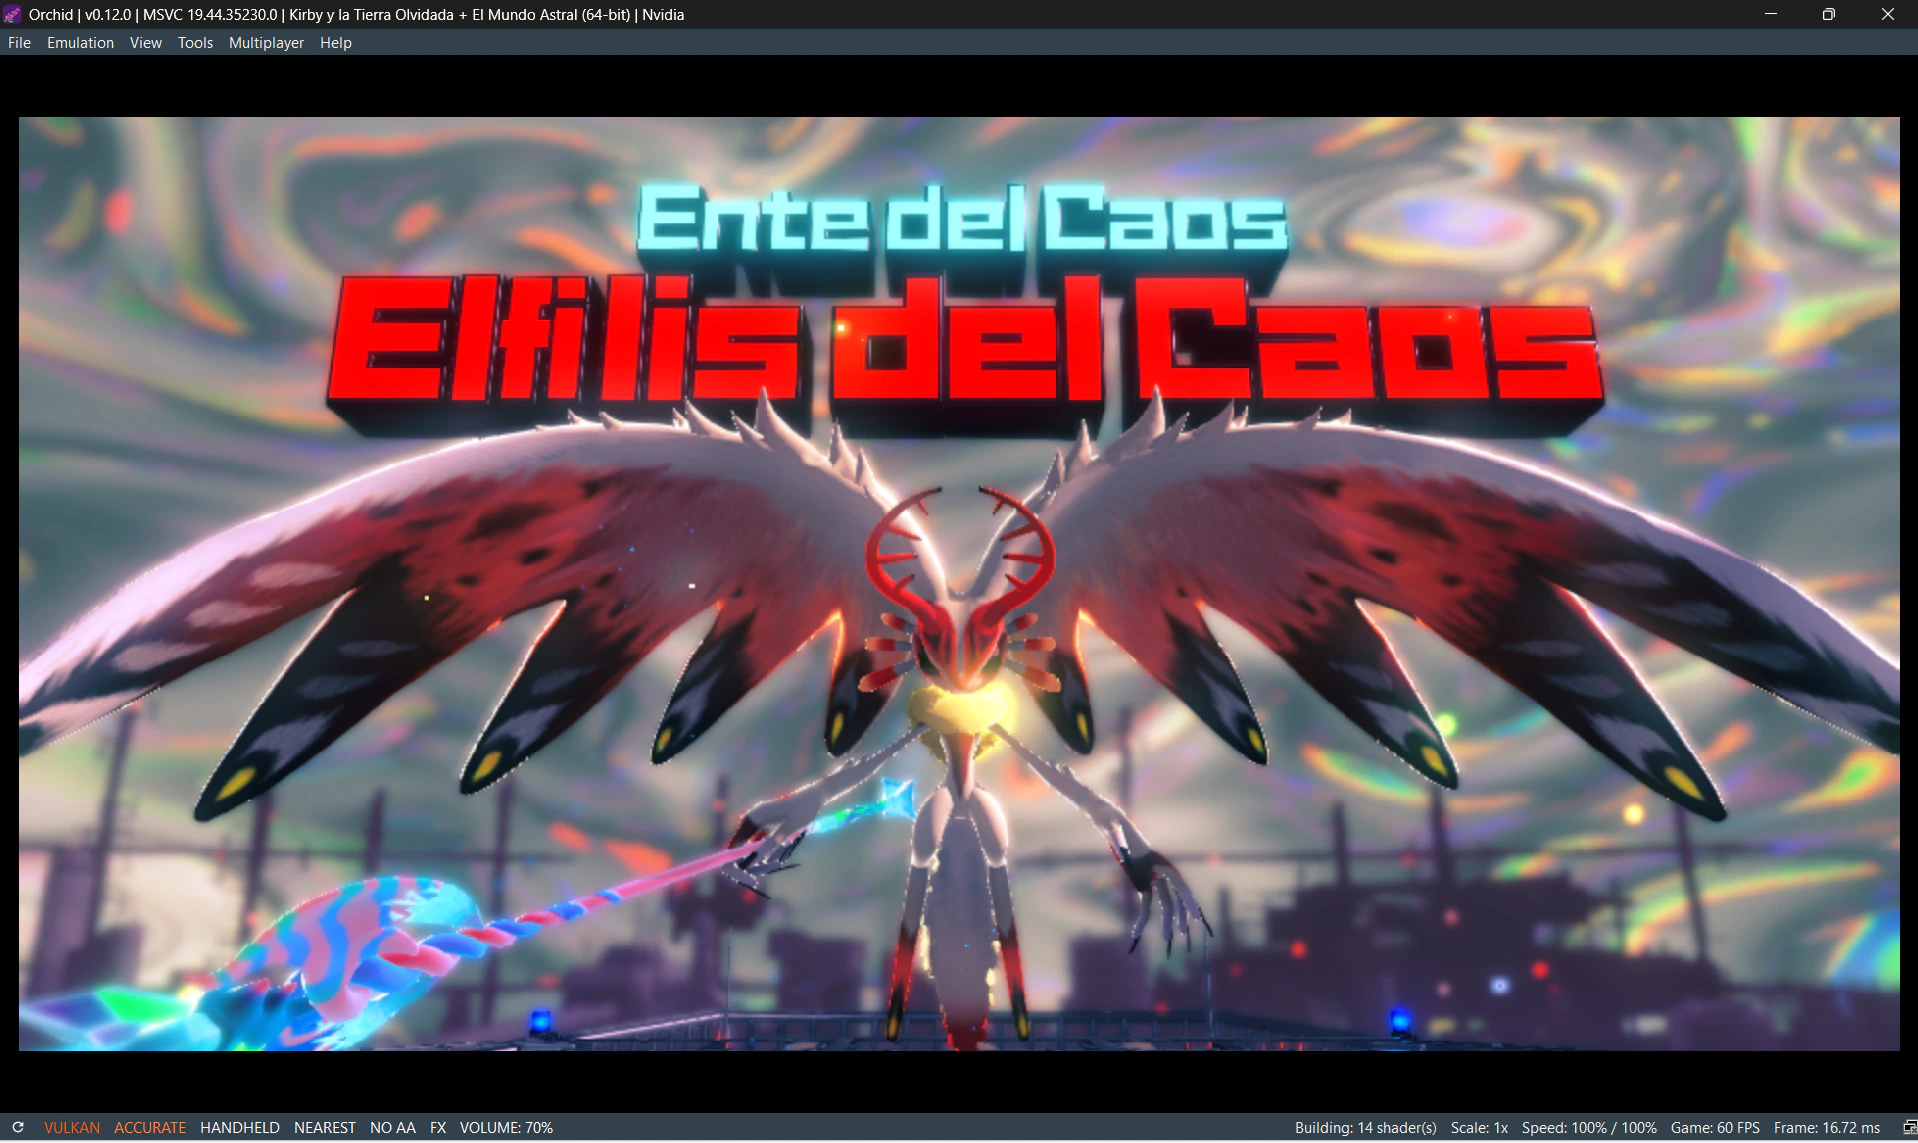 Orchid | v0.12.0 | MSVC 19.44.35230.0 | Kirby y la Tierra Olvidada + El Mundo Astral (64-bit) | Nvidia
File Emulation View Tools Multiplayer Help
Ente del Caos
Elfilis del Caos
VULKAN ACCURATE HANDHELD NEAREST NO AA FX VOLUME: 70% Building: 14 shader(s) Scale: 1x Speed: 100% / 100% Game: 60 FPS Frame: 16.72 ms